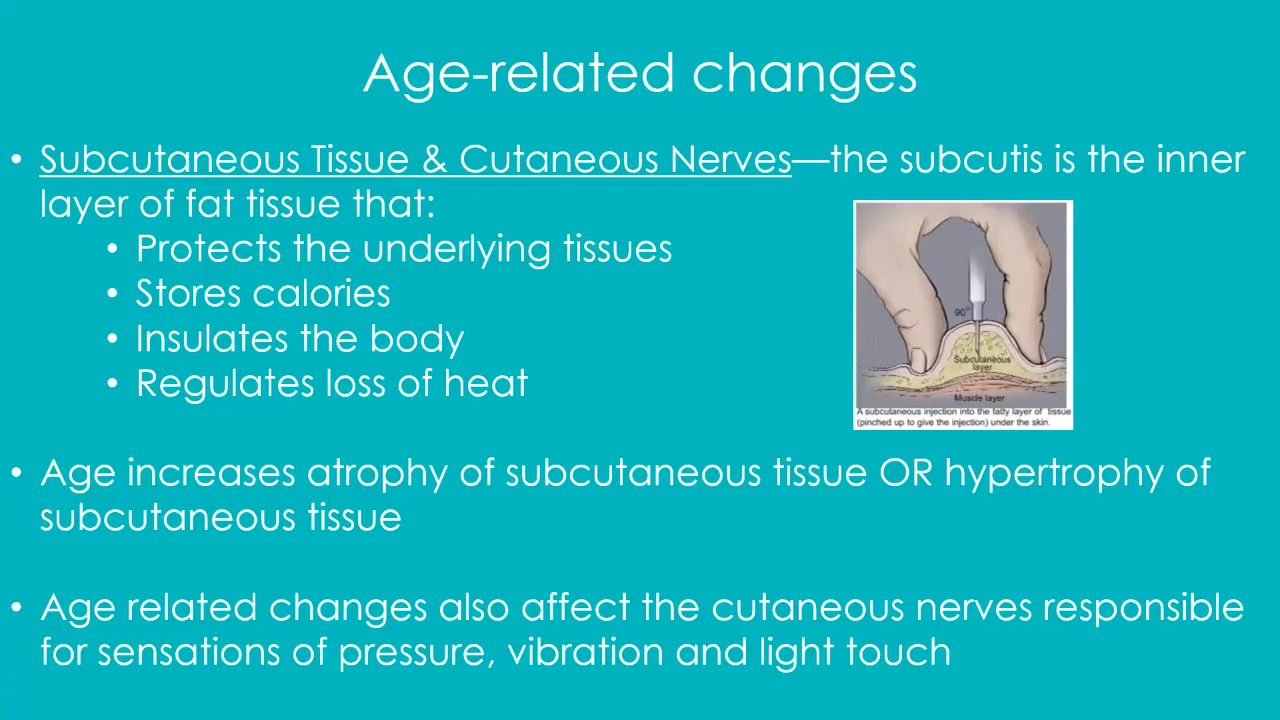 Age-related changes
• Subcutaneous Tissue & Cutaneous Nerves—the subcutis is the inner
layer of fat tissue that:
• Protects the underlying tissues
• Stores calories
• Insulates the body
• Regulates loss of heat
90°
Subcutaneous
layer
Muscle layer
A subcutaneous injection into the fatty layer of tissue
(pinched up to give the injection) under the skin.
• Age increases atrophy of subcutaneous tissue OR hypertrophy of
subcutaneous tissue
• Age related changes also affect the cutaneous nerves responsible
for sensations of pressure, vibration and light touch